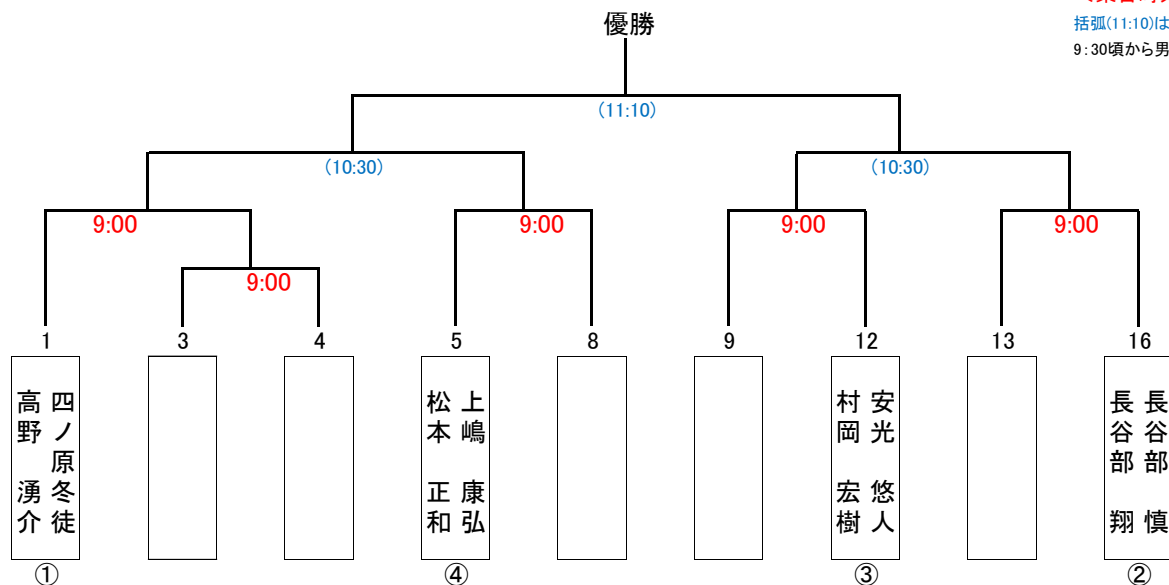 優勝
括弧(11:10)は
9:30頃から男
(11:10)
(10:30)
(10:30)
9:00
9:00
9:00
9:00
9:00
1
3
4
5
8
9
12
13
16
四ノ原冬徒
高野 湧介
上嶋 康弘
松本 正和
安光 悠人
村岡 宏樹
長谷部 慎
長谷部 翔
①
④
③
②